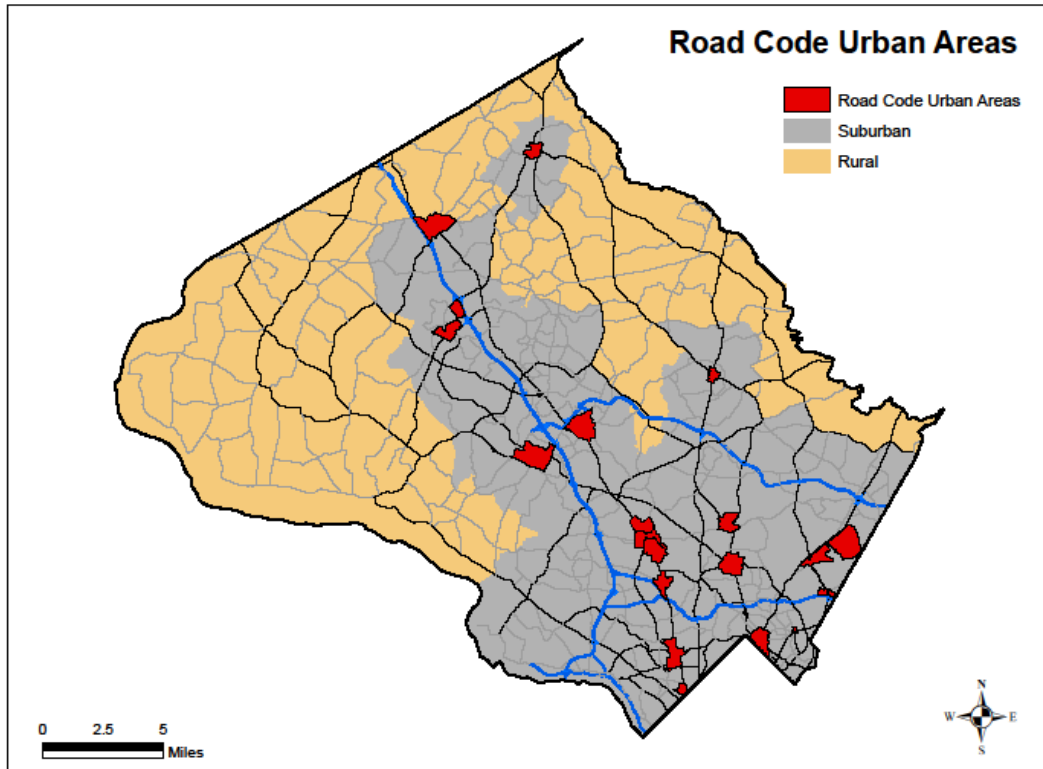 Road Code Urban Areas
Road Code Urban Areas
Suburban
Rural
0 2.5 5
Miles
N
W E
S